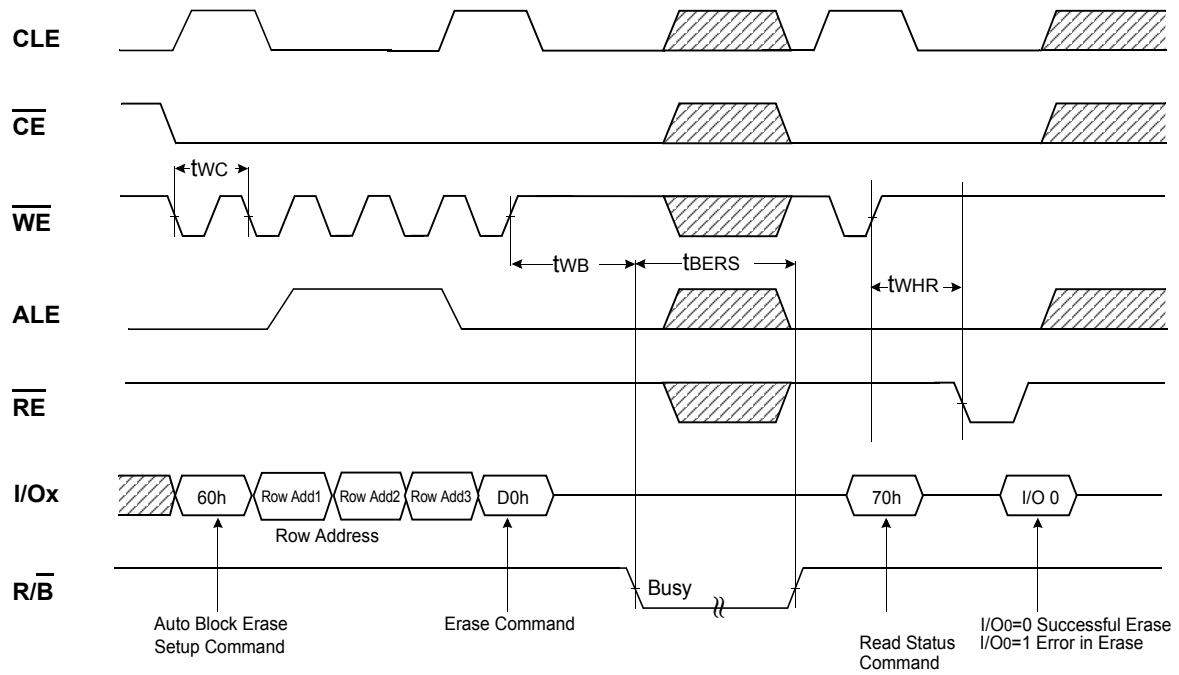 CLE
CE
tWC
WE
tWB
tBERS
tWHR
ALE
RE
I/Ox
60h
Row Add1
Row Add2
Row Add3
D0h
70h
I/O 0
Row Address
R/B
Busy
Auto Block Erase
Setup Command
Erase Command
Read Status
Command
I/O0=0 Successful Erase
I/O0=1 Error in Erase